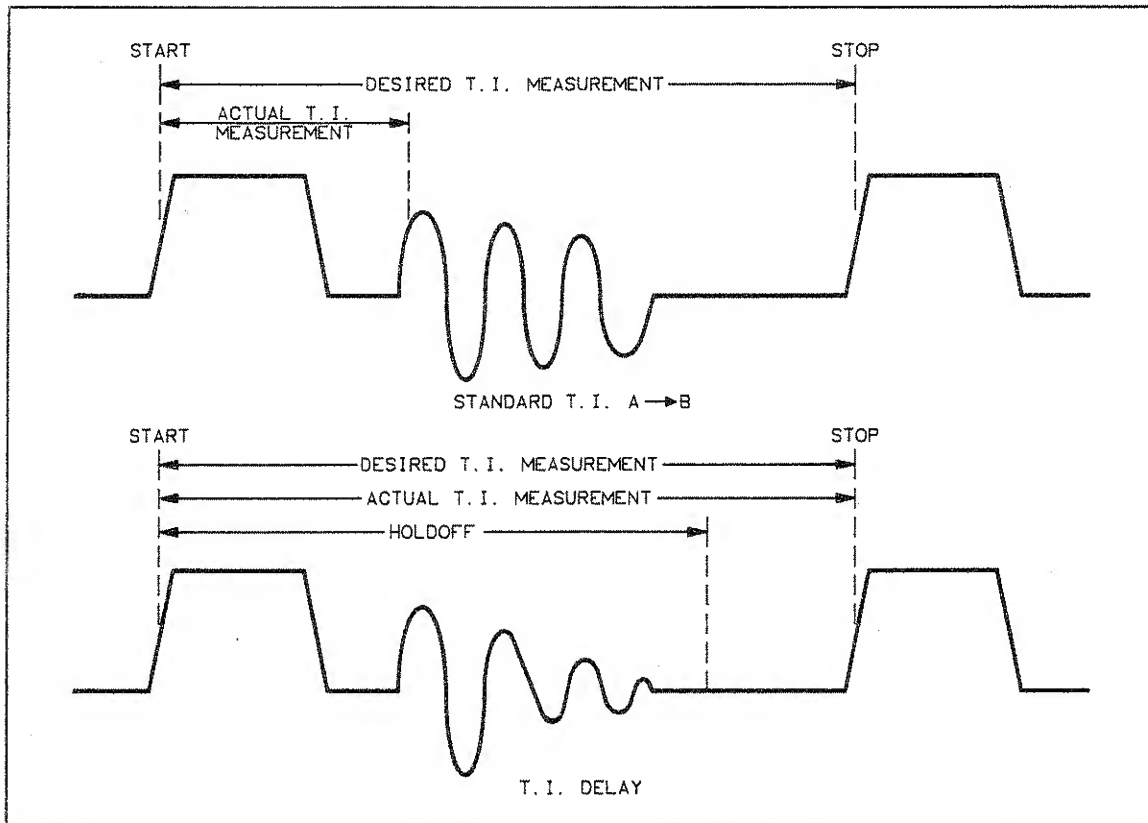 START STOP
DESIRED T.I. MEASUREMENT
ACTUAL T.I.
MEASUREMENT
STANDARD T.I. A→B
START STOP
DESIRED T.I. MEASUREMENT
ACTUAL T.I. MEASUREMENT
HOLDOFF
T.I. DELAY